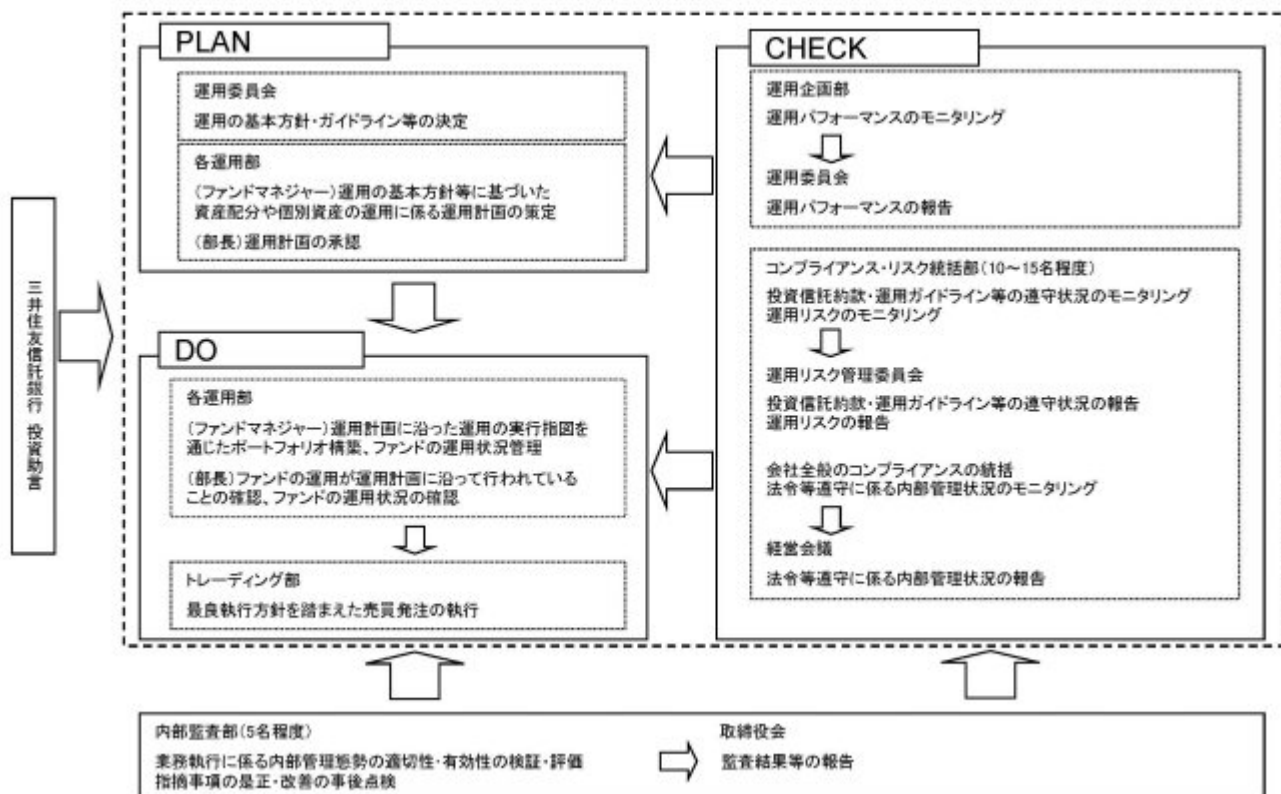 三井住友信託銀行 投資助言
PLAN
運用委員会
運用の基本方針・ガイドライン等の決定
各運用部
(ファンドマネジャー)運用の基本方針等に基づいた
資産配分や個別資産の運用に係る運用計画の策定
(部長)運用計画の承認
DO
各運用部
(ファンドマネジャー)運用計画に沿った運用の実行指図を
通じたポートフォリオ構築、ファンドの運用状況管理
(部長)ファンドの運用が運用計画に沿って行われている
ことの確認、ファンドの運用状況の確認
トレーディング部
最良執行方針を踏まえた売買発注の執行
CHECK
運用企画部
運用パフォーマンスのモニタリング
運用委員会
運用パフォーマンスの報告
コンプライアンス・リスク統括部(10~15名程度)
投資信託約款・運用ガイドライン等の遵守状況のモニタリング
運用リスクのモニタリング
運用リスク管理委員会
投資信託約款・運用ガイドライン等の遵守状況の報告
運用リスクの報告
会社全般のコンプライアンスの統括
法令等遵守に係る内部管理状況のモニタリング
経営会議
法令等遵守に係る内部管理状況の報告
内部監査部(5名程度)
業務執行に係る内部管理態勢の適切性・有効性の検証・評価
指摘事項の是正・改善の事後点検
取締役会
監査結果等の報告